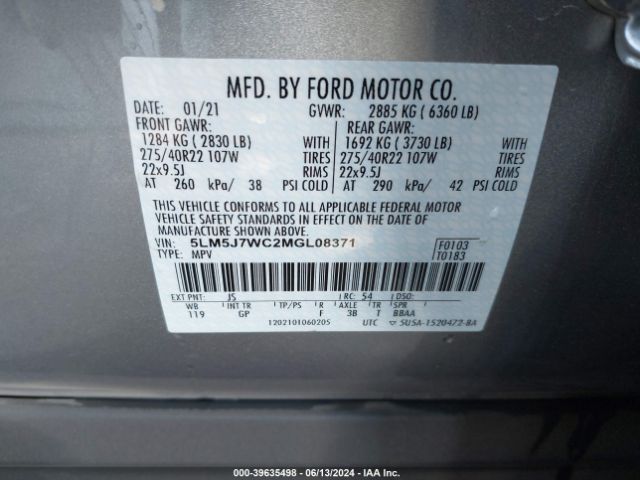 MFD. BY FORD MOTOR CO.
DATE: 01/21 GVWR: 2885 KG ( 6360 LB)
FRONT GAWR: REAR GAWR:
1284 KG ( 2830 LB) WITH 1692 KG ( 3730 LB) WITH
275/40R22 107W TIRES 275/40R22 107W TIRES
22x9.5J RIMS 22x9.5J RIMS
AT 260 kPa/ 38 PSI COLD AT 290 kPa/ 42 PSI COLD
THIS VEHICLE CONFORMS TO ALL APPLICABLE FEDERAL MOTOR
VEHICLE SAFETY STANDARDS IN EFFECT ON THE DATE OF
MANUFACTURE SHOWN ABOVE.
VIN: 5LM5J7WC2MGL08371 F0103
TYPE: MPV T0183
EXT PNT: JS RC: 54 DSO:
WB INT TR TP/PS R AXLE TR SPR
119 GP F 3B T BBAA
1202101060205 UTC 5U5A-1520472-BA
000-39635498 - 06/13/2024 - IAA Inc.